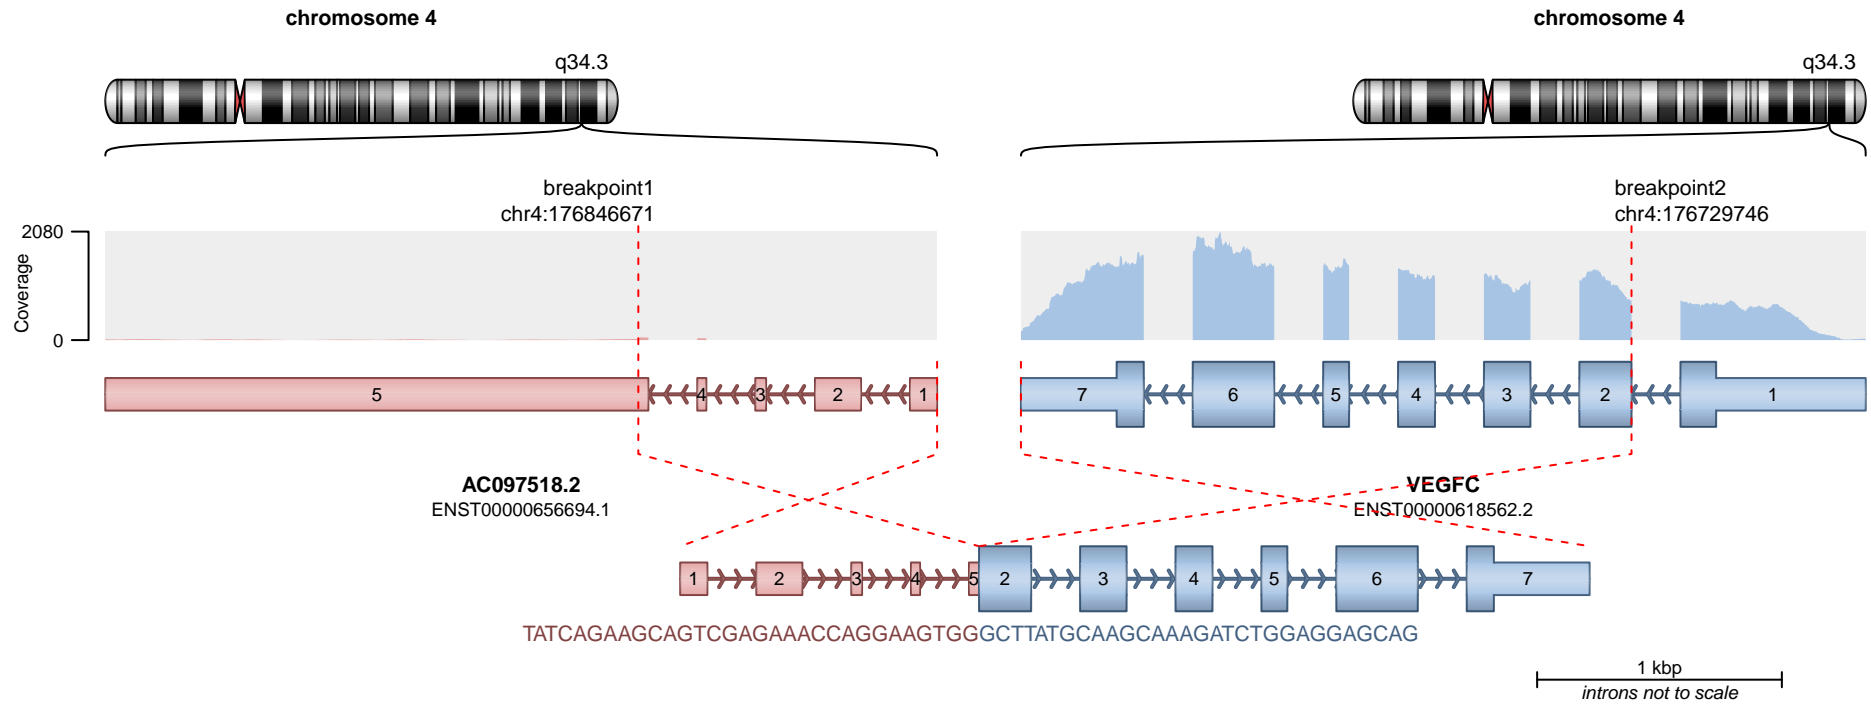 chromosome 4
chromosome 4
q34.3
q34.3
breakpoint1
chr4:176846671
breakpoint2
chr4:176729746
2080
0
Coverage
5 4 3 2 1
7 6 5 4 3 2 1
AC097518.2
ENST00000656694.1
VEGFC
ENST00000618562.2
1 2 3 4 5 2 3 4 5 6 7
TATCAGAAGCAGTCGAGAAACCAGGAAGTGGGCTTATGCAAGCAAAGATCTGGAGGAGCAG
1 kbp
introns not to scale